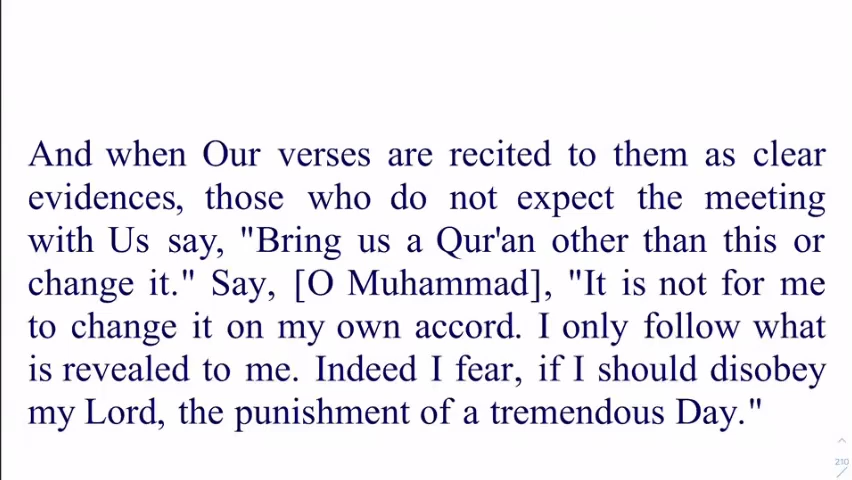 And when Our verses are recited to them as clear
evidences, those who do not expect the meeting
with Us say, "Bring us a Qur'an other than this or
change it." Say, [O Muhammad], "It is not for me
to change it on my own accord. I only follow what
is revealed to me. Indeed I fear, if I should disobey
my Lord, the punishment of a tremendous Day."
210